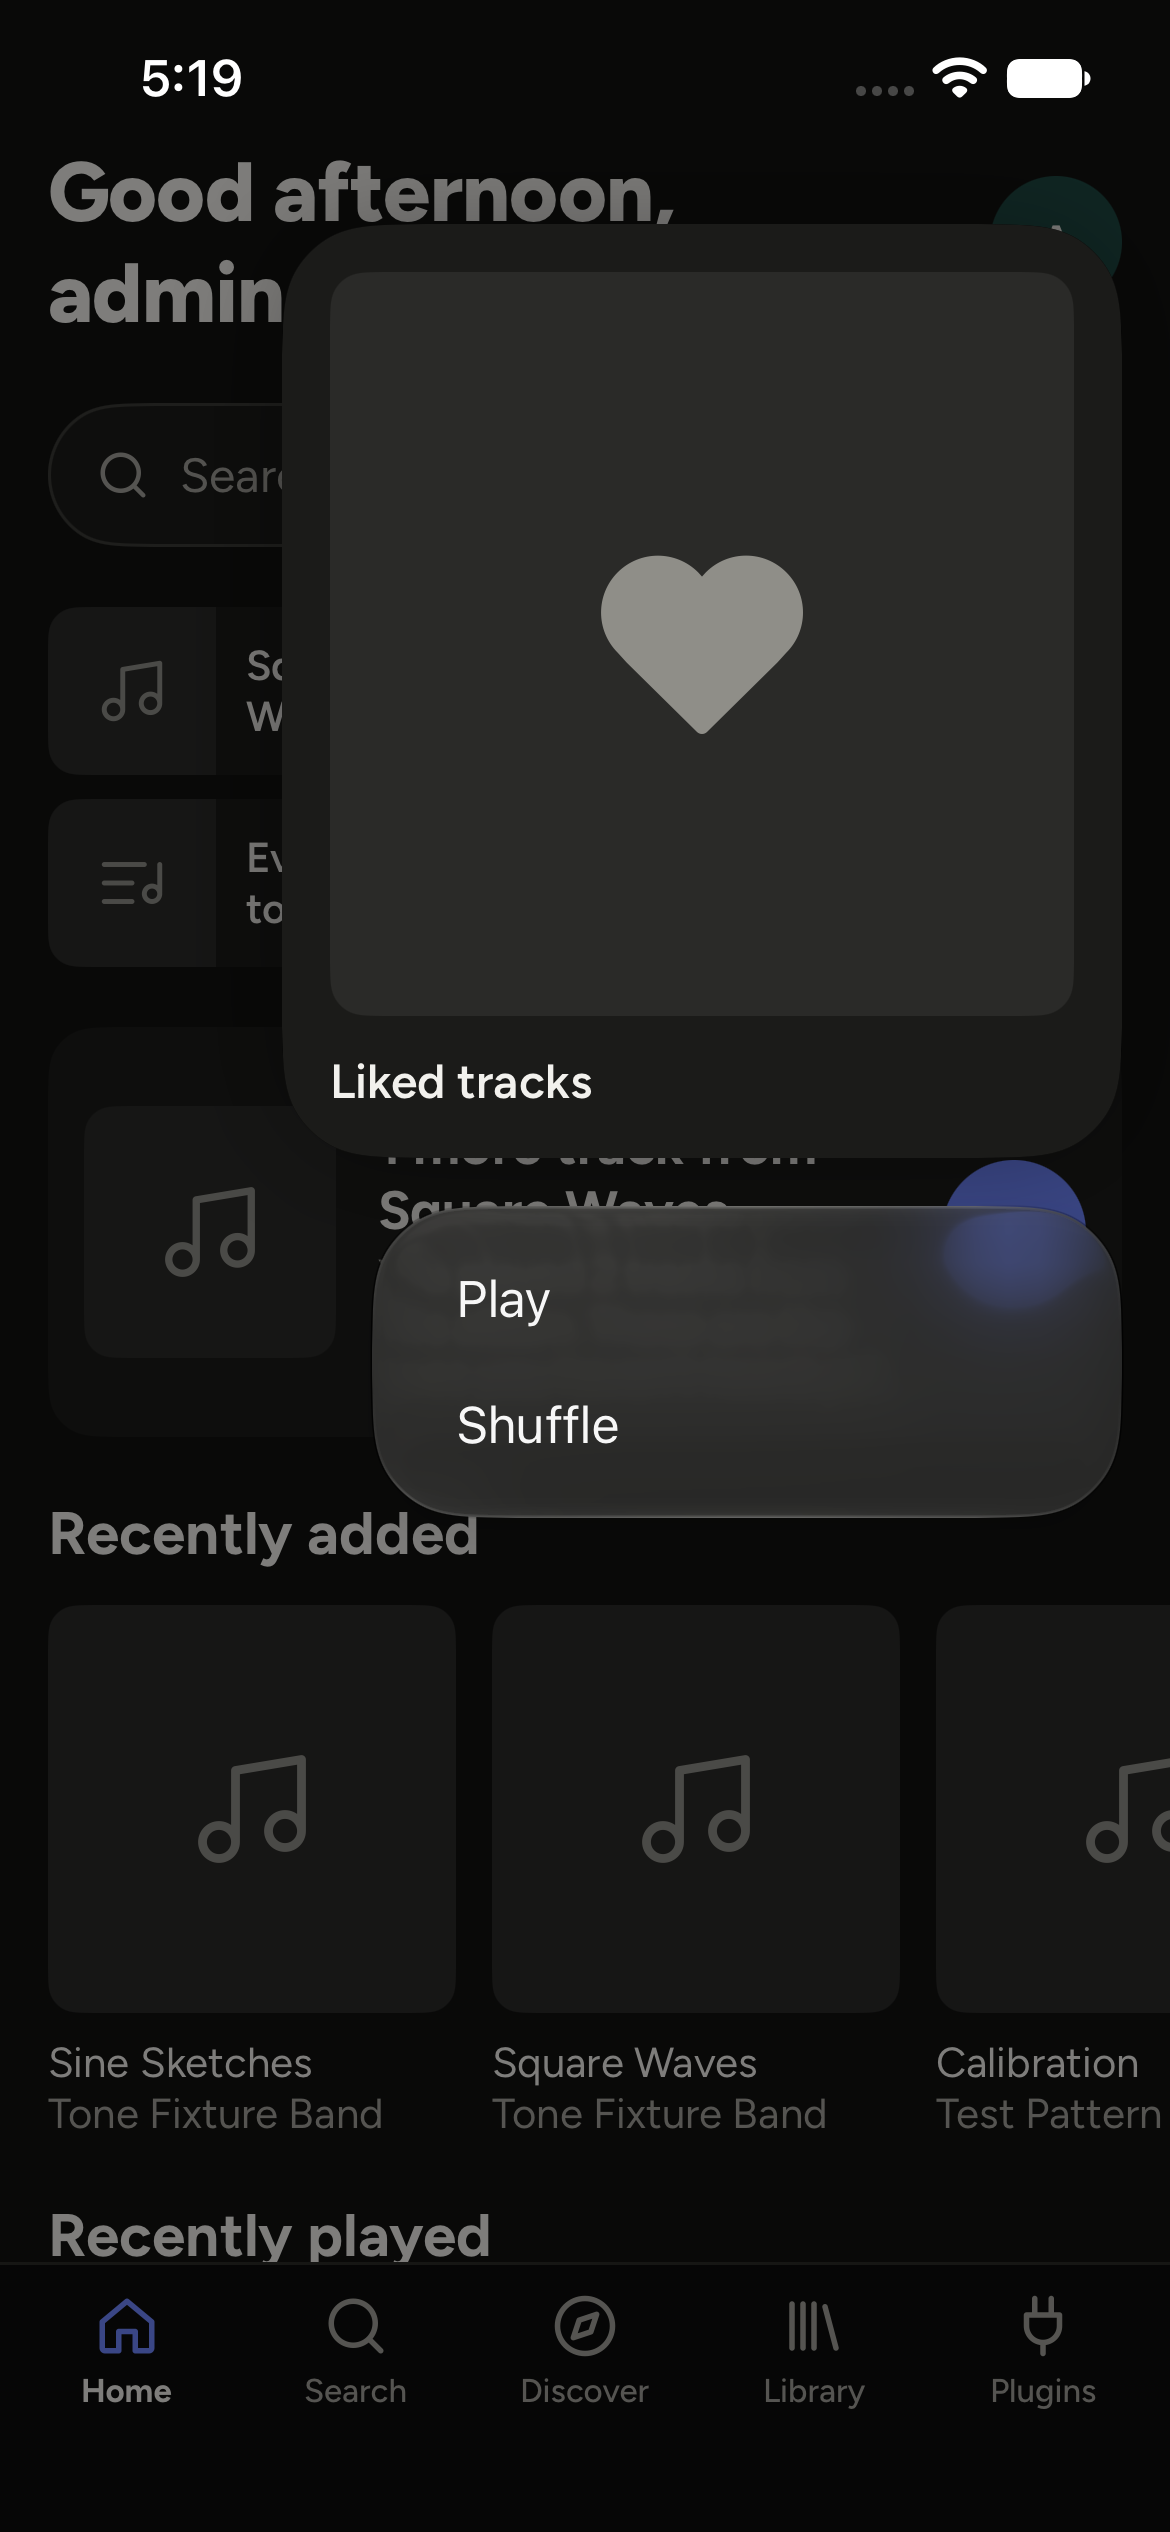 5:19
Good afternoon,
admin
Liked tracks
Play
Shuffle
Recently added
Sine Sketches
Tone Fixture Band
Square Waves
Tone Fixture Band
Calibration
Test Pattern
Recently played
Home
Search
Discover
Library
Plugins